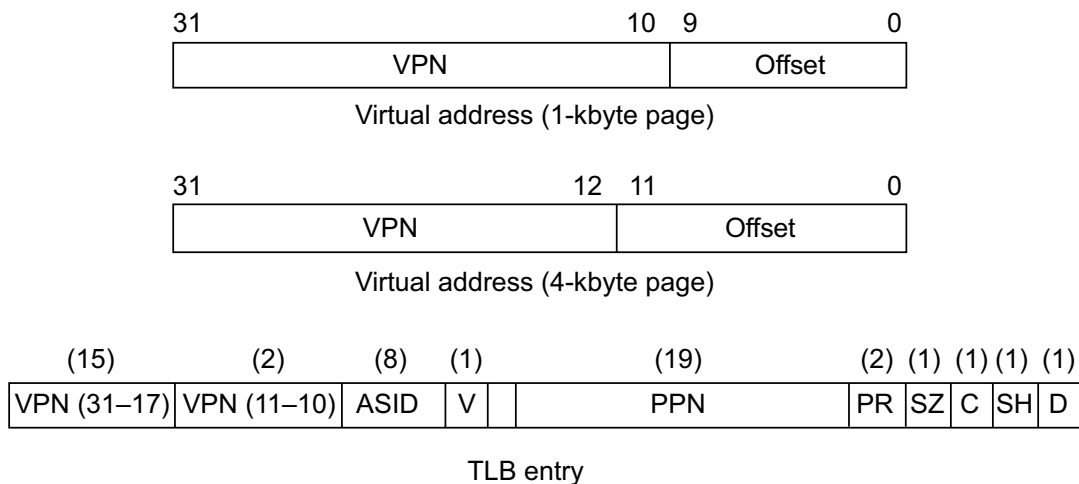 31 10 9 0
VPN Offset
Virtual address (1-kbyte page)
31 12 11 0
VPN Offset
Virtual address (4-kbyte page)
(15) (2) (8) (1) (19) (2) (1) (1) (1) (1)
VPN (31–17) VPN (11–10) ASID V PPN PR SZ C SH D
TLB entry